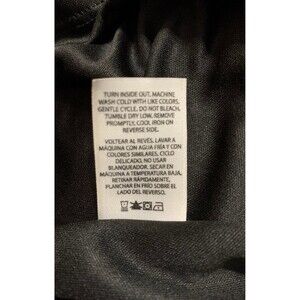 TURN INSIDE OUT, MACHINE
WASH COLD WITH LIKE COLORS,
GENTLE CYCLE, DO NOT BLEACH,
TUMBLE DRY LOW, REMOVE
PROMPTLY, COOL IRON ON
REVERSE SIDE.
VOLTEAR AL REVÉS, LAVAR A
MÁQUINA CON AGUA FRÍA Y CON
COLORES SIMILARES, CICLO
DELICADO, NO USAR
BLANQUEADOR. SECAR EN
MÁQUINA A TEMPERATURA BAJA,
RETIRAR RÁPIDAMENTE,
PLANCHAR EN FRÍO SOBRE EL
LADO DEL REVERSO.